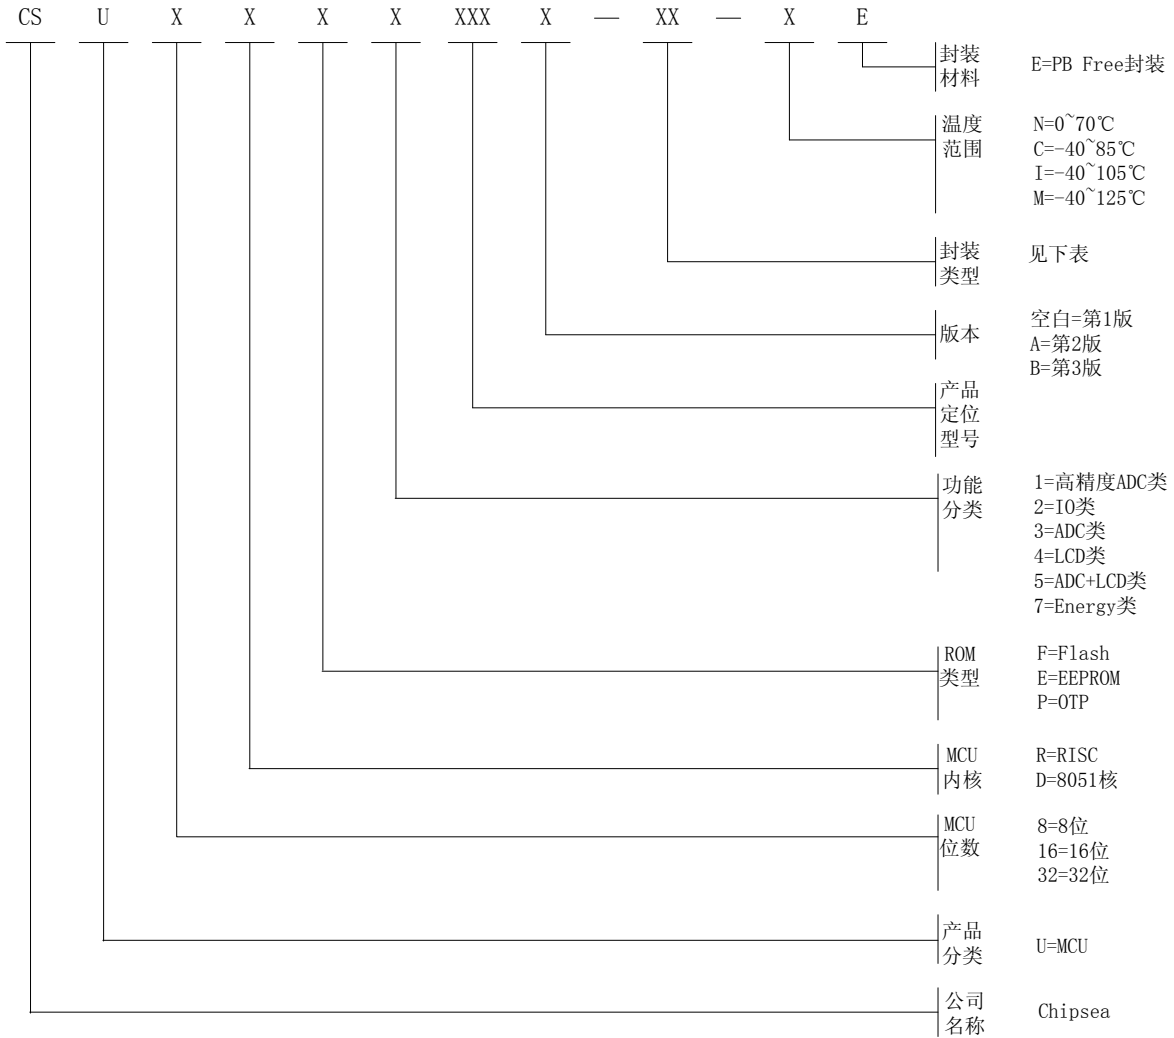 CS U X X X X XXX X — XX — X E
封装
材料
E=PB Free封装
温度
范围
N=0~70℃
C=-40~85℃
I=-40~105℃
M=-40~125℃
封装
类型
见下表
版本
空白=第1版
A=第2版
B=第3版
产品
定位
型号
功能
分类
1=高精度ADC类
2=IO类
3=ADC类
4=LCD类
5=ADC+LCD类
7=Energy类
ROM
类型
F=Flash
E=EEPROM
P=OTP
MCU
内核
R=RISC
D=8051核
MCU
位数
8=8位
16=16位
32=32位
产品
分类
U=MCU
公司
名称
Chipsea